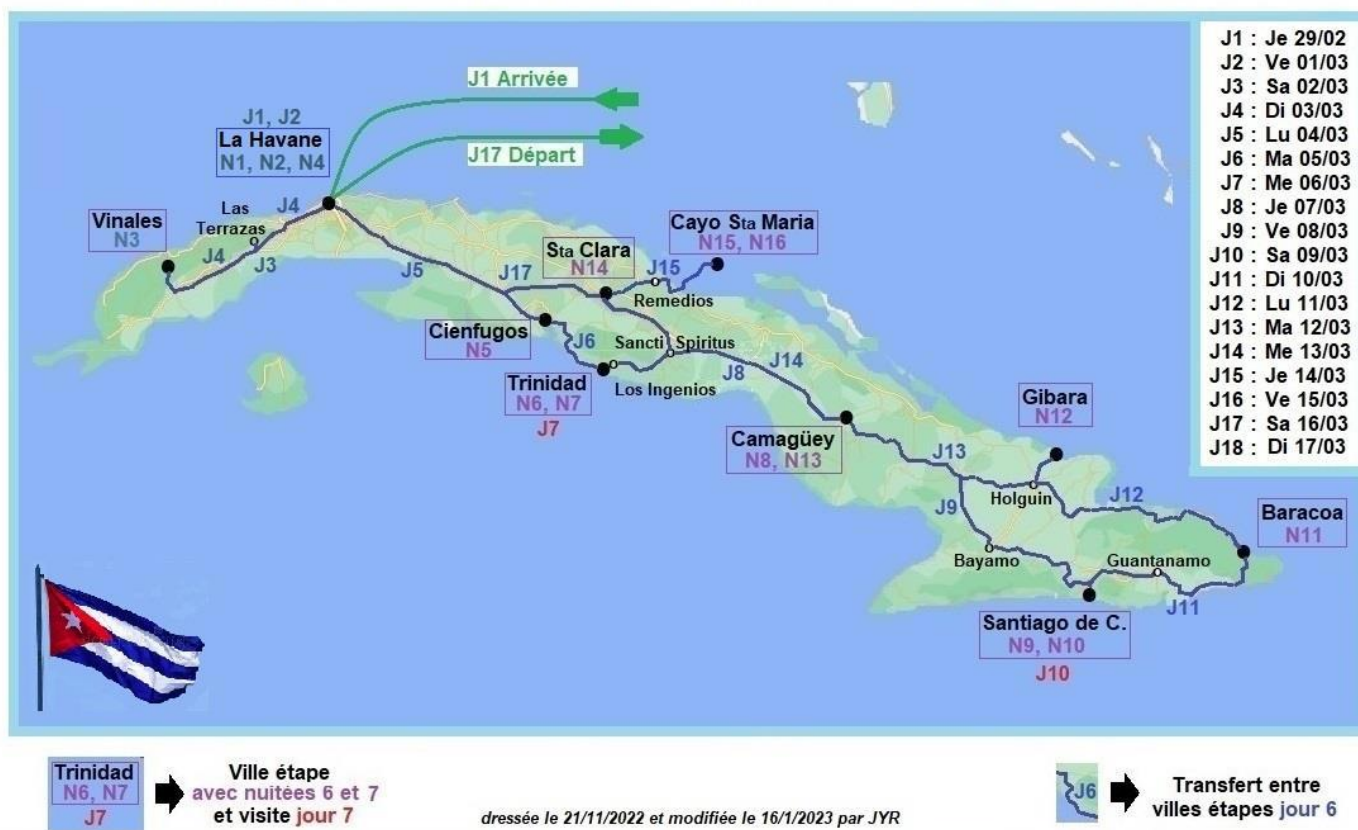 J1 : Je 29/02
J2 : Ve 01/03
J3 : Sa 02/03
J4 : Di 03/03
J5 : Lu 04/03
J6 : Ma 05/03
J7 : Me 06/03
J8 : Je 07/03
J9 : Ve 08/03
J10 : Sa 09/03
J11 : Di 10/03
J12 : Lu 11/03
J13 : Ma 12/03
J14 : Me 13/03
J15 : Je 14/03
J16 : Ve 15/03
J17 : Sa 16/03
J18 : Di 17/03
J1 Arrivée
J17 Départ
J1, J2
La Havane
N1, N2, N4
Vinales
N3
Las
Terrazas
J4
J4
J3
J5
J17
Sta Clara
N14
J15
Remedios
Cayo Sta Maria
N15, N16
Cienfugos
N5
J6
Sancti Spiritus
Los Ingenios
Trinidad
N6, N7
J7
J8
J14
Camagüey
N8, N13
J13
Gibara
N12
Holguin
J12
J9
Baracoa
N11
Bayamo
Guantanamo
J11
Santiago de C.
N9, N10
J10
Trinidad
N6, N7
J7
Ville étape
avec nuitées 6 et 7
et visite jour 7
dressée le 21/11/2022 et modifiée le 16/1/2023 par JYR
J6
Transfert entre
villes étapes jour 6